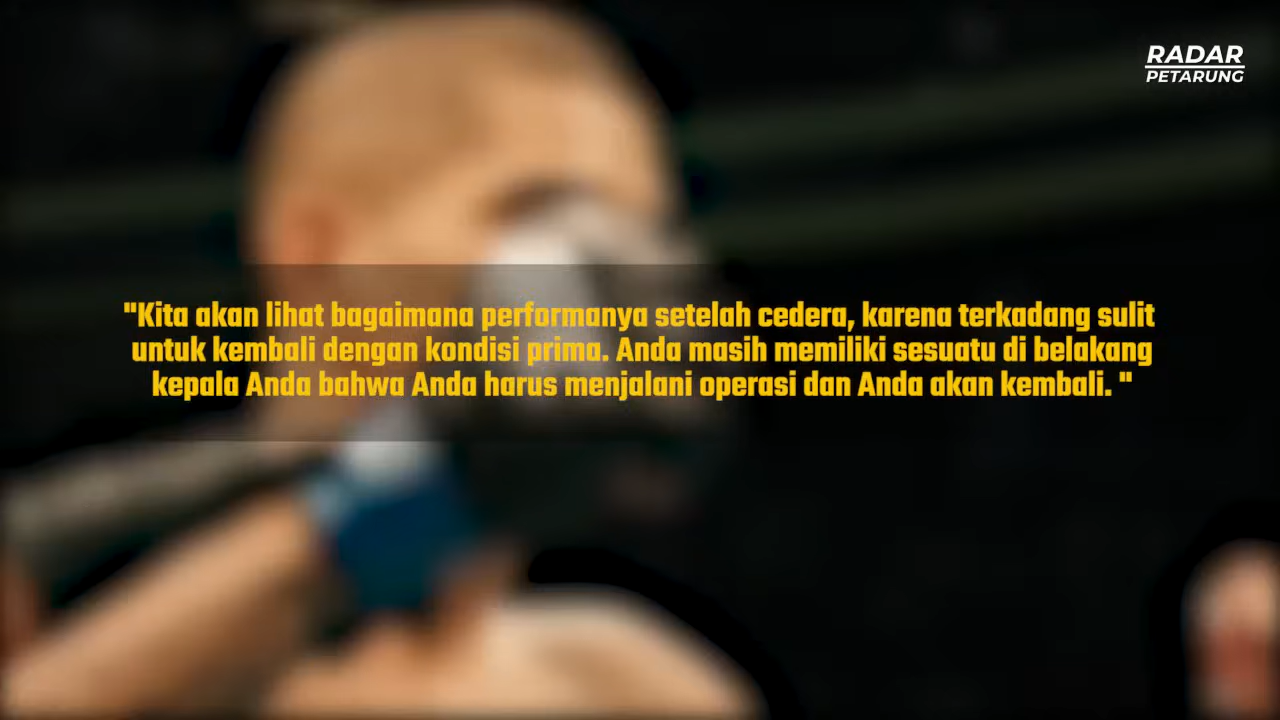 RADAR
PETARUNG
"Kita akan lihat bagaimana performanya setelah cedera, karena terkadang sulit
untuk kembali dengan kondisi prima. Anda masih memiliki sesuatu di belakang
kepala Anda bahwa Anda harus menjalani operasi dan Anda akan kembali. "